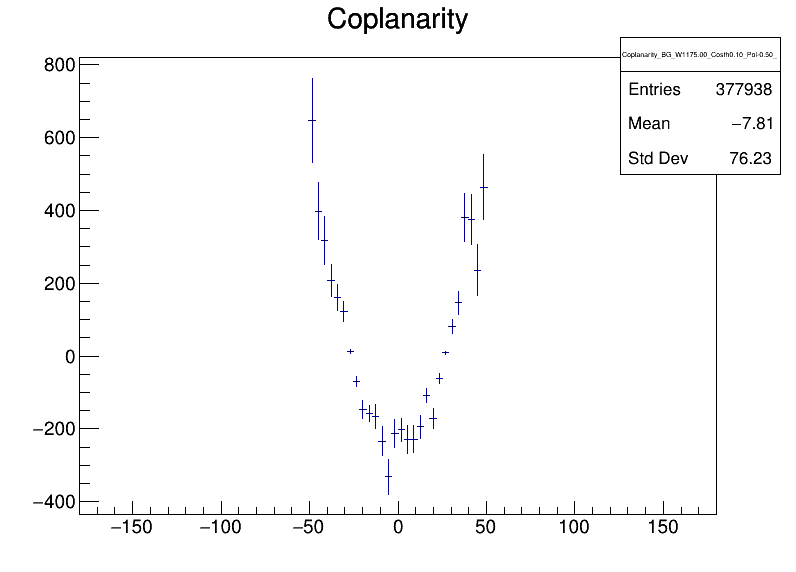 Coplanarity
Coplanarity_BG_W1175.00_Costh0.10_Pol-0.50_
Entries 377938
Mean −7.81
Std Dev 76.23
800
600
400
200
0
−200
−400
−150 −100 −50 0 50 100 150